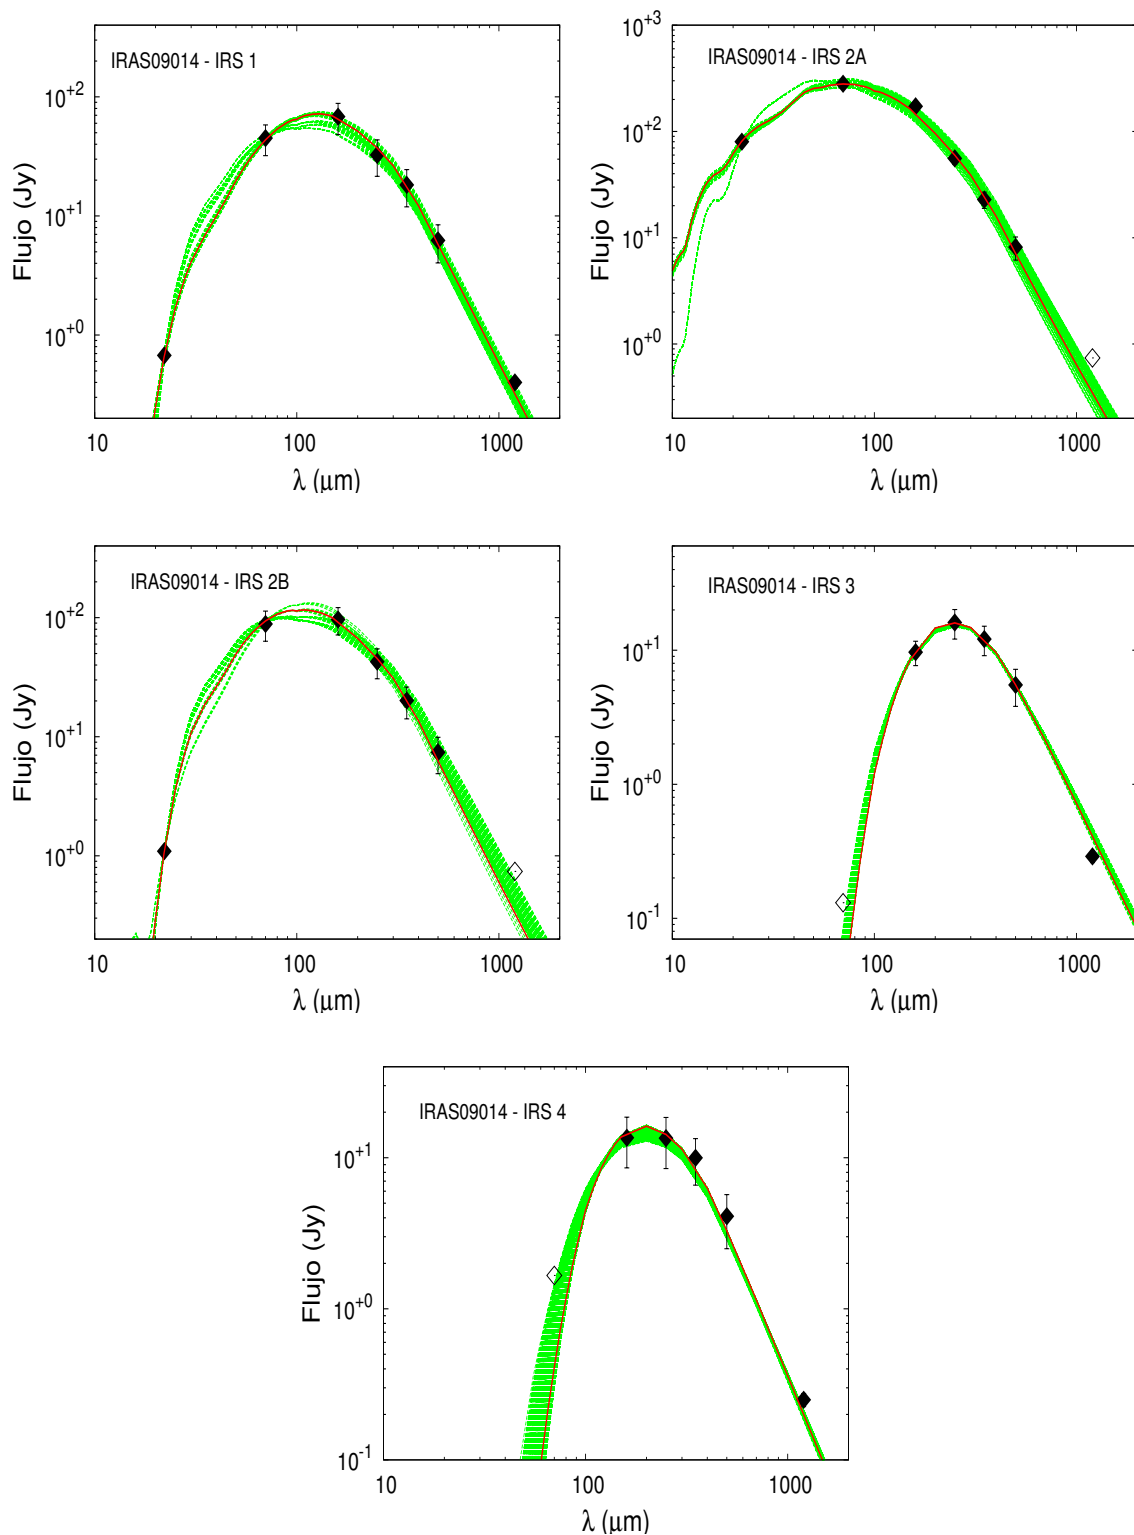 IRAS09014 - IRS 1
Flujo (Jy)
10^{+2}
10^{+1}
10^{+0}
10 100 1000
λ (μm)
IRAS09014 - IRS 2A
Flujo (Jy)
10^{+3}
10^{+2}
10^{+1}
10^{+0}
10 100 1000
λ (μm)
IRAS09014 - IRS 2B
Flujo (Jy)
10^{+2}
10^{+1}
10^{+0}
10 100 1000
λ (μm)
IRAS09014 - IRS 3
Flujo (Jy)
10^{+1}
10^{+0}
10^{-1}
10 100 1000
λ (μm)
IRAS09014 - IRS 4
Flujo (Jy)
10^{+1}
10^{+0}
10^{-1}
10 100 1000
λ (μm)